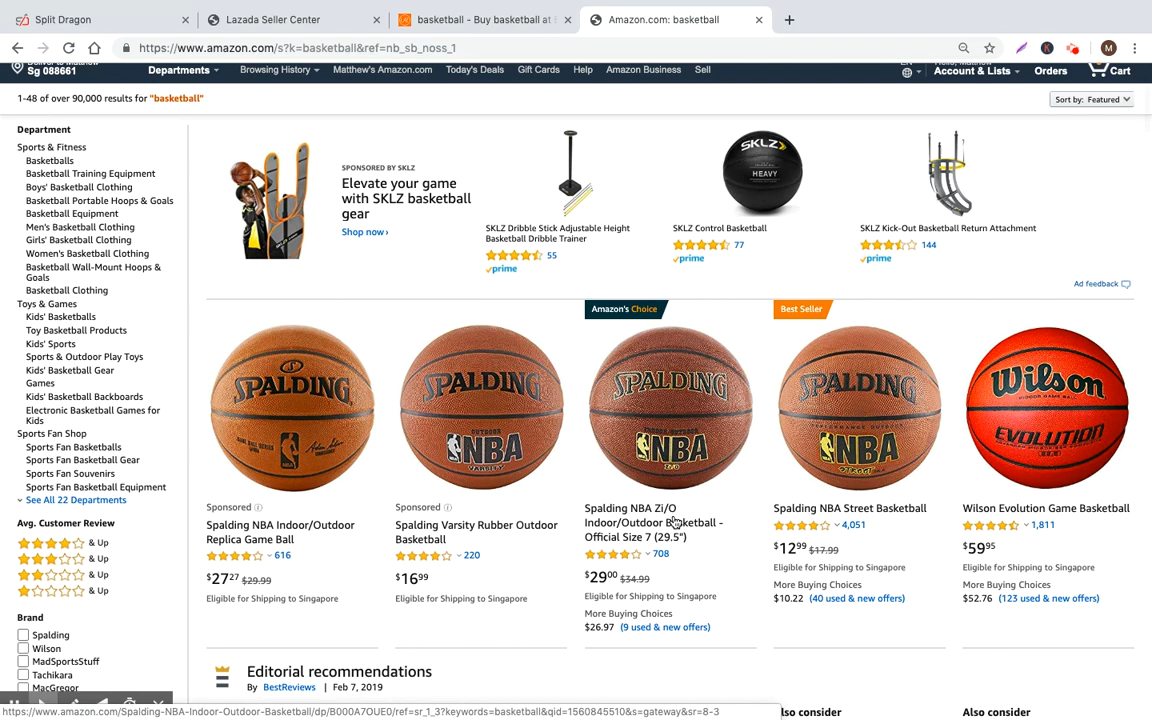 Split Dragon
Lazada Seller Center
basketball - Buy basketball at
Amazon.com: basketball
https://www.amazon.com/s?k=basketball&ref=nb_sb_noss_1
M
Sg 088661
Departments
Browsing History
Matthew's Amazon.com
Today's Deals
Gift Cards
Help
Amazon Business
Sell
Account & Lists
Orders
Cart
1-48 of over 90,000 results for "basketball"
Sort by: Featured
Department
Sports & Fitness
Basketballs
Basketball Training Equipment
Boys' Basketball Clothing
Basketball Portable Hoops & Goals
Basketball Equipment
Men's Basketball Clothing
Girls' Basketball Clothing
Women's Basketball Clothing
Basketball Wall-Mount Hoops &
Goals
Basketball Clothing
Toys & Games
Kids' Basketballs
Toy Basketball Products
Kids' Sports
Sports & Outdoor Play Toys
Kids' Basketball Gear
Games
Kids' Basketball Backboards
Electronic Basketball Games for
Kids
Sports Fan Shop
Sports Fan Basketballs
Sports Fan Basketball Gear
Sports Fan Souvenirs
Sports Fan Basketball Equipment
See All 22 Departments
Avg. Customer Review
& Up
& Up
& Up
& Up
Brand
Spalding
Wilson
MadSportsStuff
Tachikara
MacGregor
SPONSORED BY SKLZ
Elevate your game
with SKLZ basketball
gear
Shop now ›
SKLZ Dribble Stick Adjustable Height
Basketball Dribble Trainer
55
prime
SKLZ
HEAVY
SKLZ Control Basketball
77
prime
SKLZ Kick-Out Basketball Return Attachment
144
prime
Ad feedback
SPALDING
NBA
Sponsored
Spalding NBA Indoor/Outdoor
Replica Game Ball
616
$27.27 $29.99
Eligible for Shipping to Singapore
SPALDING
NBA
VARSITY
Sponsored
Spalding Varsity Rubber Outdoor
Basketball
220
$16.99
Eligible for Shipping to Singapore
Amazon's Choice
SPALDING
NBA
Spalding NBA Zi/O
Indoor/Outdoor Basketball -
Official Size 7 (29.5")
708
$29.00 $34.99
Eligible for Shipping to Singapore
More Buying Choices
$26.97 (9 used & new offers)
Best Seller
SPALDING
NBA
STREET
Spalding NBA Street Basketball
4,051
$12.99 $17.99
Eligible for Shipping to Singapore
More Buying Choices
$10.22 (40 used & new offers)
Wilson
EVOLUTION
Wilson Evolution Game Basketball
1,811
$59.95
Eligible for Shipping to Singapore
More Buying Choices
$52.76 (123 used & new offers)
Editorial recommendations
By BestReviews | Feb 7, 2019
lso consider
Also consider
https://www.amazon.com/Spalding-NBA-Indoor-Outdoor-Basketball/dp/B000A7OUE0/ref=sr_1_3?keywords=basketball&qid=1560845510&s=gateway&sr=8-3